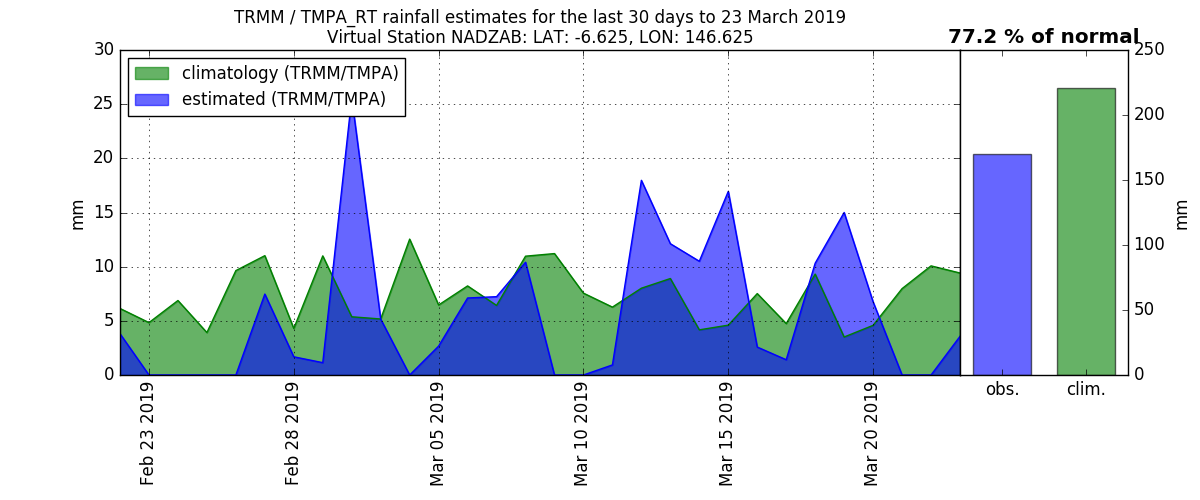 TRMM / TMPA_RT rainfall estimates for the last 30 days to 23 March 2019
Virtual Station NADZAB: LAT: -6.625, LON: 146.625
77.2 % of normal
climatology (TRMM/TMPA)
estimated (TRMM/TMPA)
30
25
20
15
10
5
0
mm
250
200
150
100
50
0
mm
Feb 23 2019
Feb 28 2019
Mar 05 2019
Mar 10 2019
Mar 15 2019
Mar 20 2019
obs.
clim.